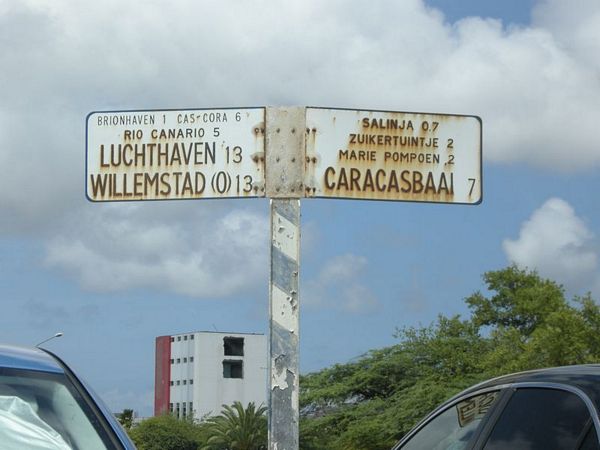 BRIONHAVEN 1 CAS-CORA 6
RIO CANARIO 5
LUCHTHAVEN 13
WILLEMSTAD (O) 13
SALINJA 0.7
ZUIKERTUINTJE 2
MARIE POMPOEN 2
CARACASBAAI 7